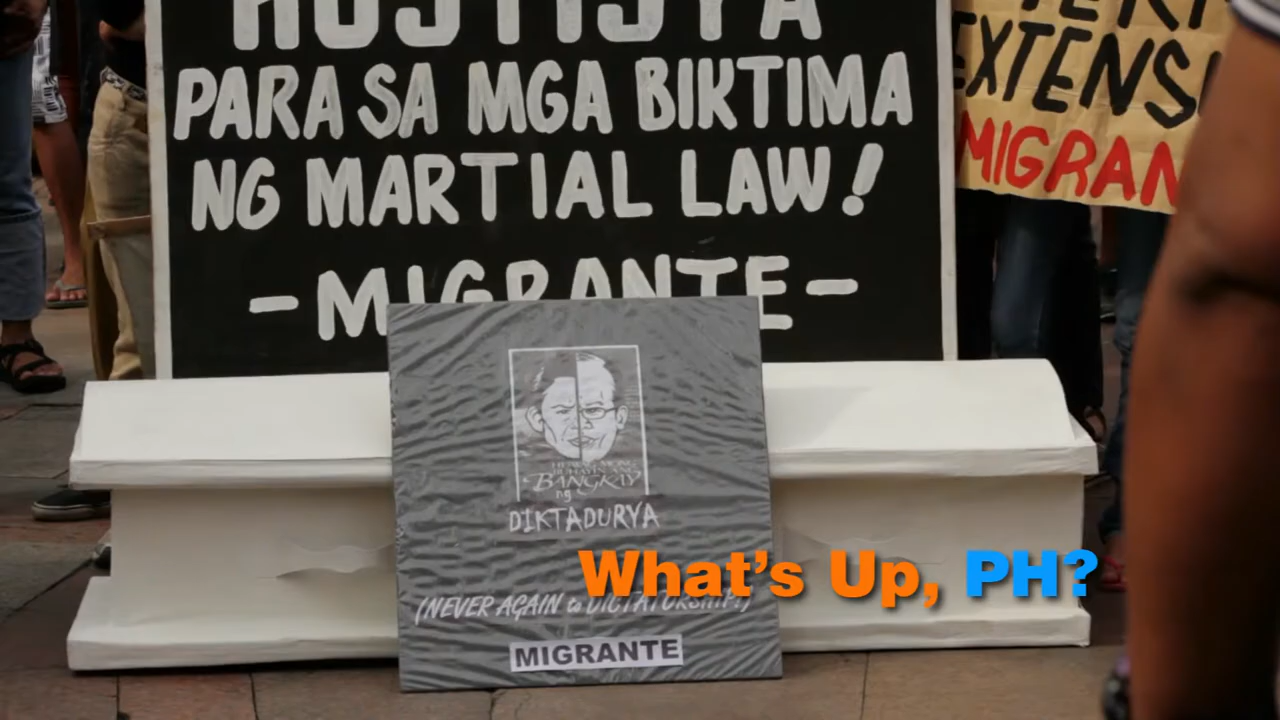 HUSTISYA
PARA SA MGA BIKTIMA
NG MARTIAL LAW!
-MIGRANTE-
EXTENS
MIGRAN
BANGKAY
ng
DIKTADURYA
(NEVER AGAIN to DICTATORSHIP!)
MIGRANTE
What's Up, PH?